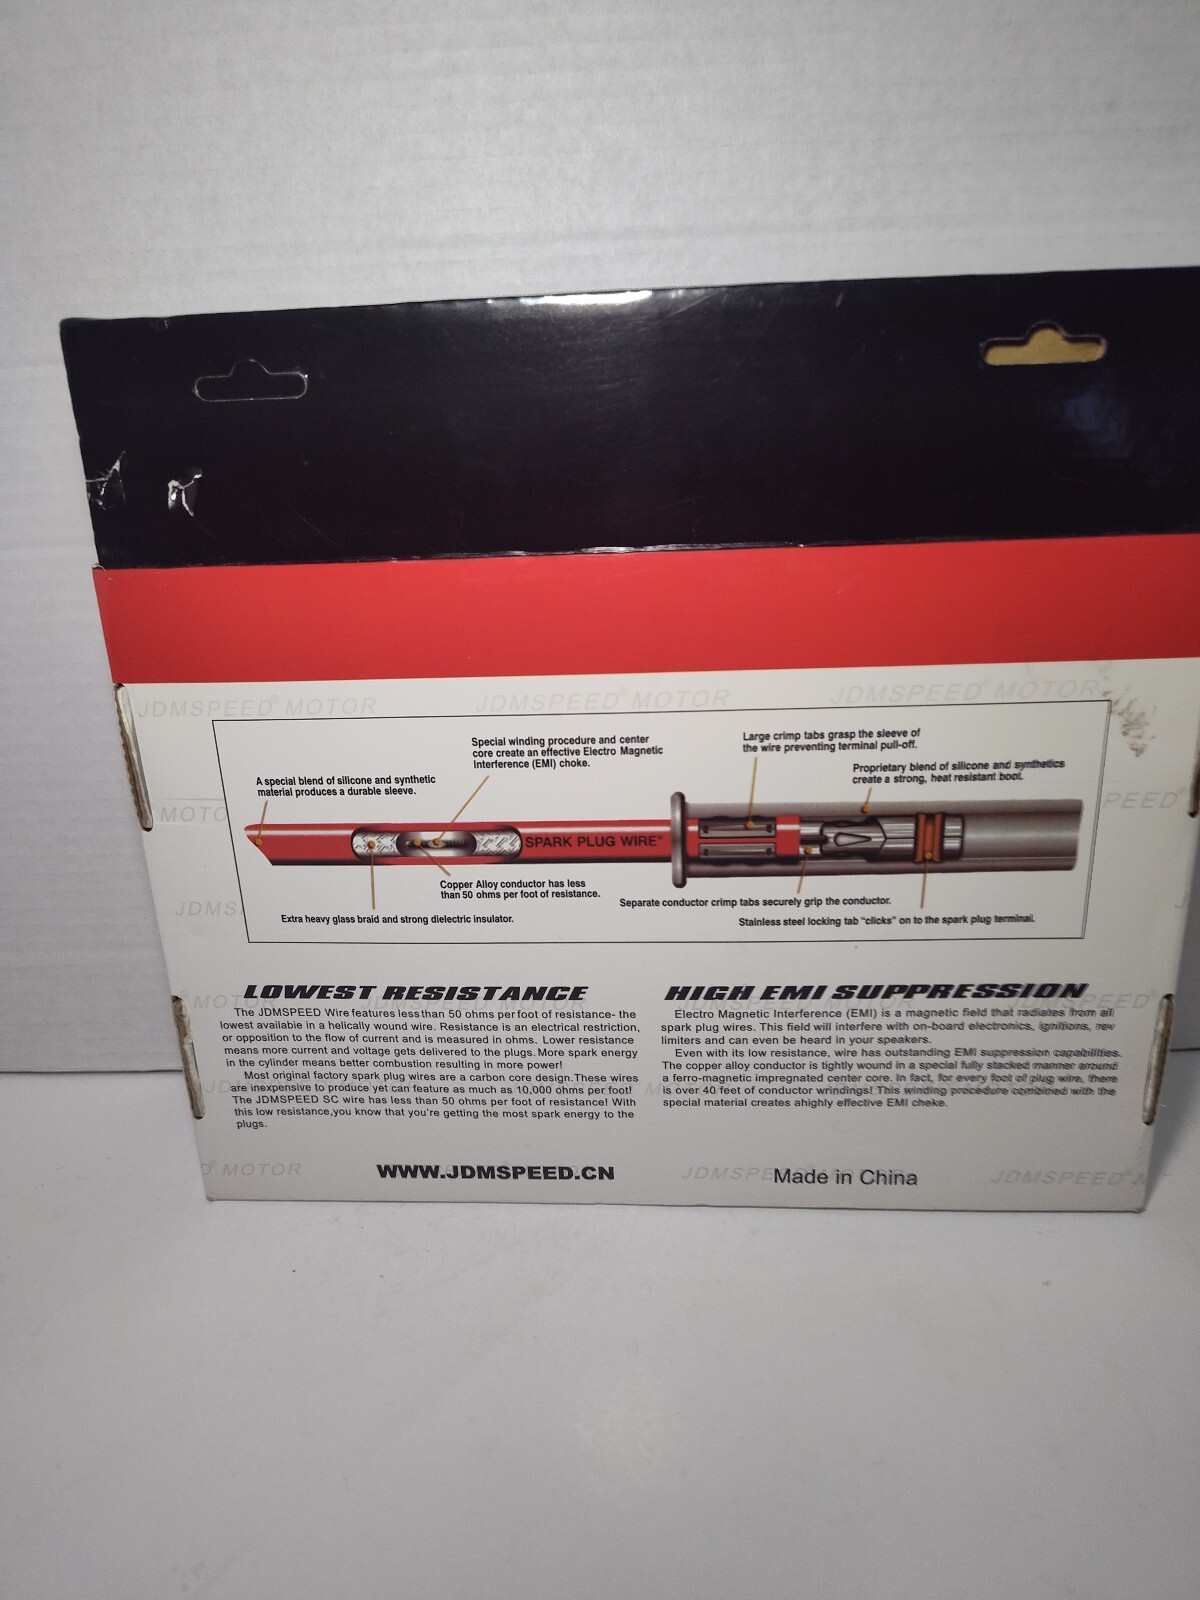 JDMSPEED® MOTOR JDMSPEED® MOTOR JDMSPEED® MOTOR
Special winding procedure and center
core create an effective Electro Magnetic
Interference (EMI) choke.
Large crimp tabs grasp the sleeve of
the wire preventing terminal pull-off.
A special blend of silicone and synthetic
material produces a durable sleeve.
Proprietary blend of silicone and synthetics
create a strong, heat resistant boot.
MOTO
PEED®
SPARK PLUG WIRE™
Copper Alloy conductor has less
than 50 ohms per foot of resistance.
Separate conductor crimp tabs securely grip the conductor.
JDMS
Extra heavy glass braid and strong dielectric insulator.
Stainless steel locking tab "clicks" on to the spark plug terminal.
LOWEST RESISTANCE
The JDMSPEED Wire features less than 50 ohms per foot of resistance- the
lowest available in a helically wound wire. Resistance is an electrical restriction,
or opposition to the flow of current and is measured in ohms. Lower resistance
means more current and voltage gets delivered to the plugs. More spark energy
in the cylinder means better combustion resulting in more power!
Most original factory spark plug wires are a carbon core design.These wires
are inexpensive to produce yet can feature as much as 10,000 ohms per foot!
The JDMSPEED SC wire has less than 50 ohms per foot of resistance! With
this low resistance,you know that you're getting the most spark energy to the
plugs.
HIGH EMI SUPPRESSION
Electro Magnetic Interference (EMI) is a magnetic field that radiates from all
spark plug wires. This field will interfere with on-board electronics, ignitions, rew
limiters and can even be heard in your speakers.
Even with its low resistance, wire has outstanding EMI suppression capabilities.
The copper alloy conductor is tightly wound in a special fully stacked manner around
a ferro-magnetic impregnated center core. In fact, for every foot of plug wire, there
is over 40 feet of conductor wrindings! This winding procedure combined with the
special material creates ahighly effective EMI cheke.
MOTOR JDMSPEED® MOTOR
WWW.JDMSPEED.CN
Made in China
JDMSPE
JDMSPEED®